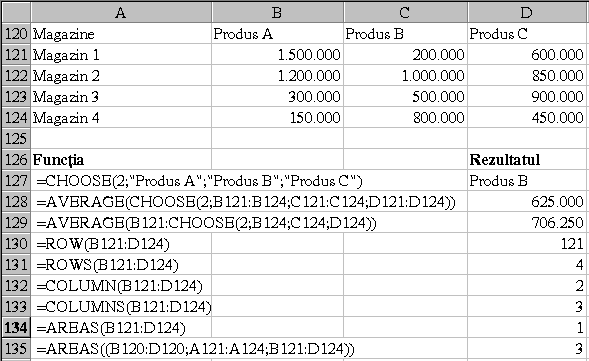 A B C D
120 Magazine Produs A Produs B Produs C
121 Magazin 1 1.500.000 200.000 600.000
122 Magazin 2 1.200.000 1.000.000 850.000
123 Magazin 3 300.000 500.000 900.000
124 Magazin 4 150.000 800.000 450.000
125
126 Funcţia Rezultatul
127 =CHOOSE(2;"Produs A";"Produs B";"Produs C") Produs B
128 =AVERAGE(CHOOSE(2;B121:B124;C121:C124;D121:D124)) 625.000
129 =AVERAGE(B121:CHOOSE(2;B124;C124;D124)) 706.250
130 =ROW(B121:D124) 121
131 =ROWS(B121:D124) 4
132 =COLUMN(B121:D124) 2
133 =COLUMNS(B121:D124) 3
134 =AREAS(B121:D124) 1
135 =AREAS((B120:D120;A121:A124;B121:D124)) 3